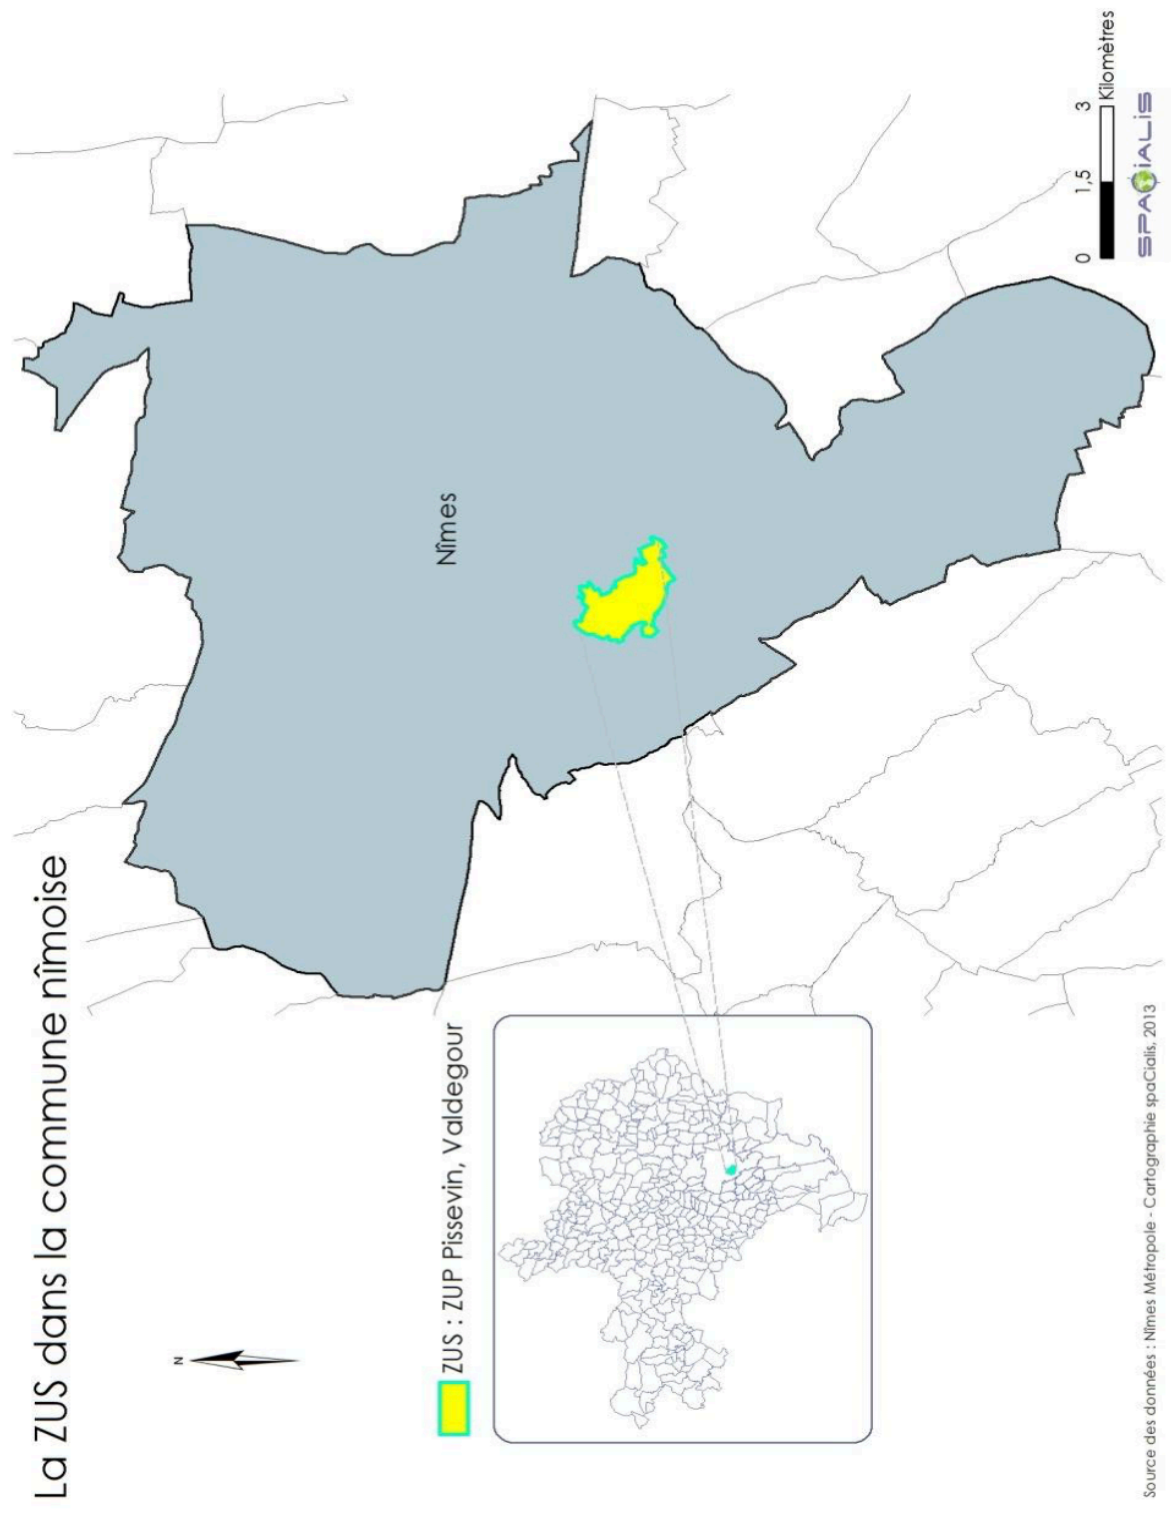 La ZUS dans la commune nîmoise
N
ZUS : ZUP Pissevin, Valdegour
Nîmes
0 1,5 3
Kilomètres
SPACiALiS
Source des données : Nîmes Métropole - Cartographie spaCialis, 2013